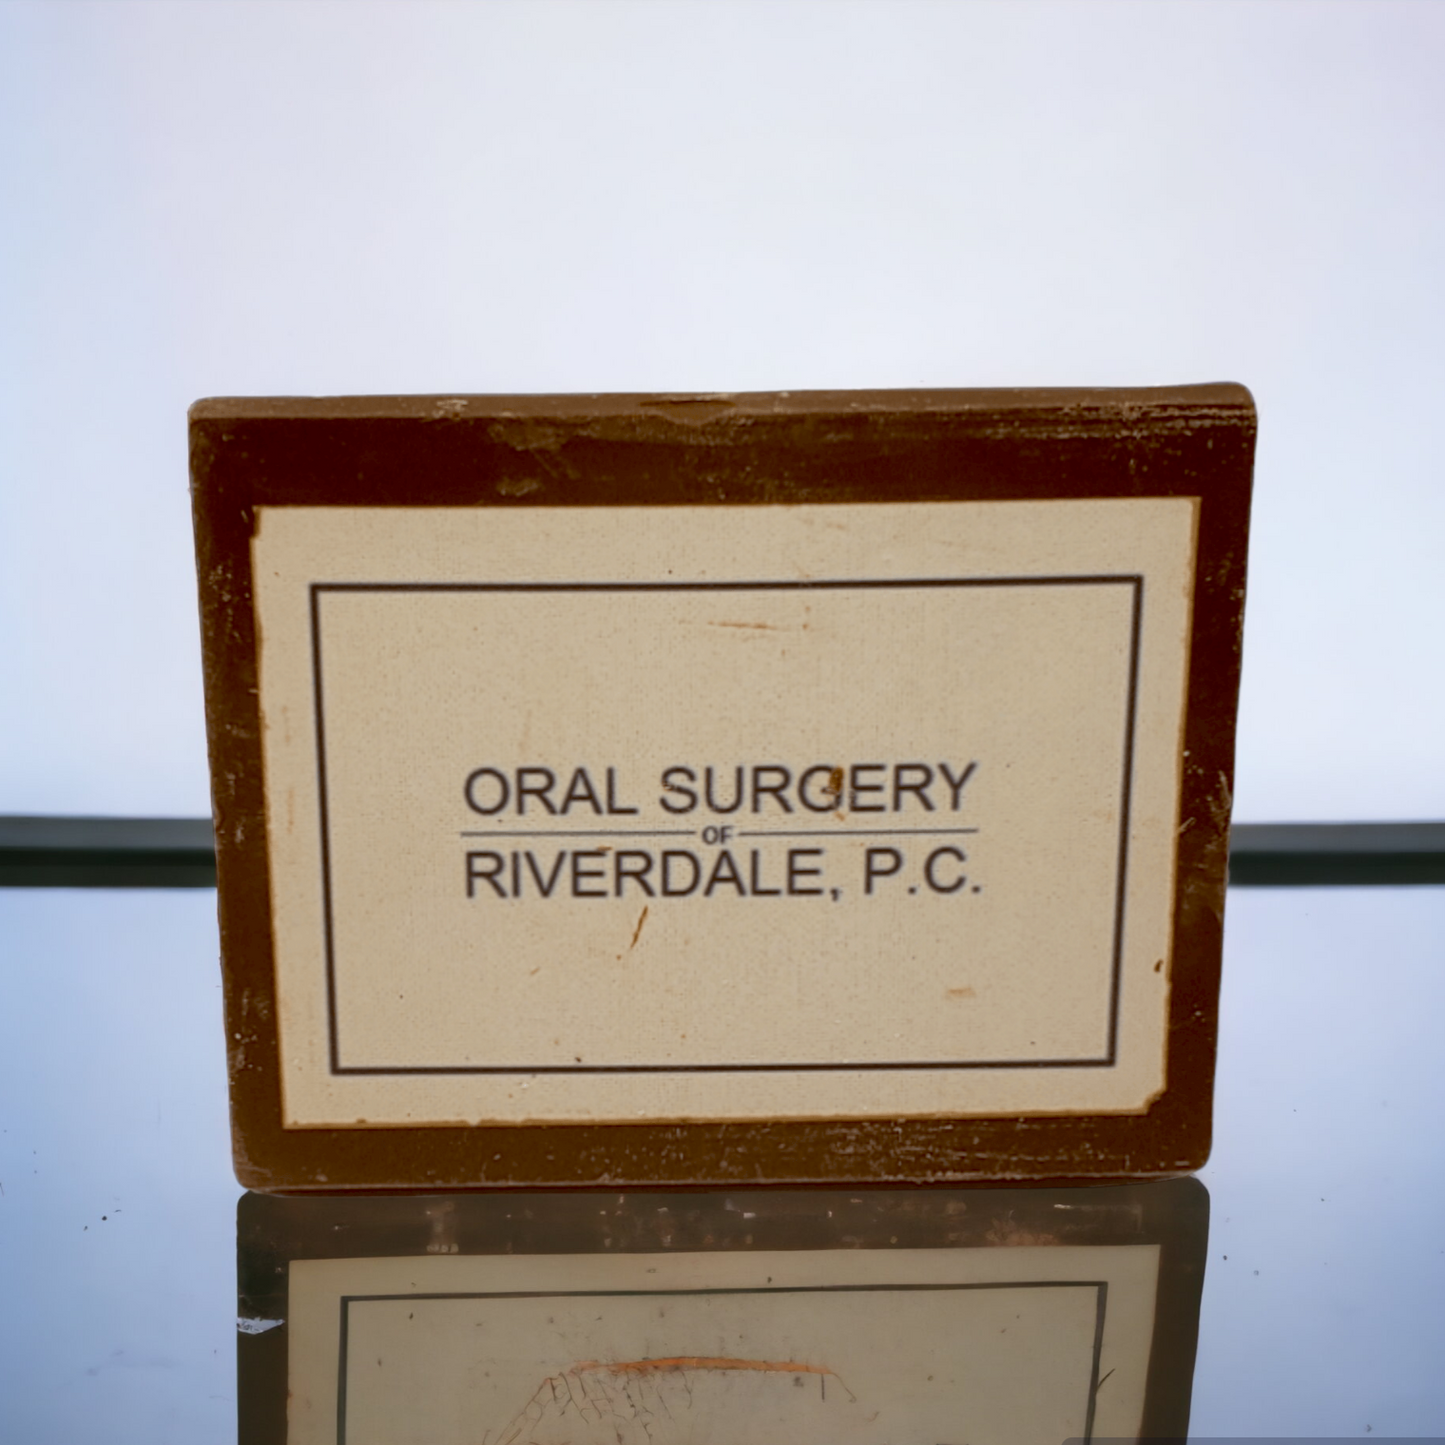 ORAL SURGERY
OF
RIVERDALE, P.C.